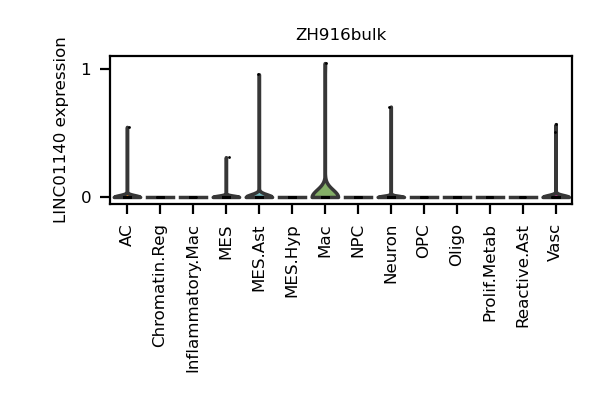 ZH916bulk
LINC01140 expression
1
0
AC
Chromatin.Reg
Inflammatory.Mac
MES
MES.Ast
MES.Hyp
Mac
NPC
Neuron
OPC
Oligo
Prolif.Metab
Reactive.Ast
Vasc